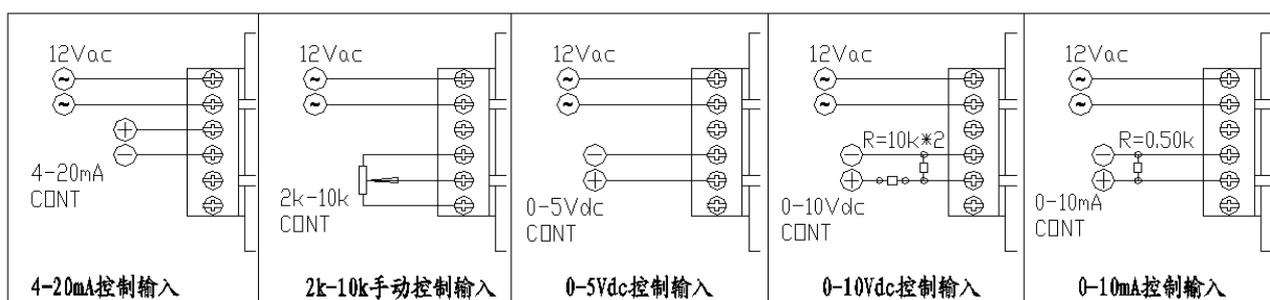 12Vac
4-20mA
CONT
4-20mA控制输入
12Vac
2k-10k
CONT
2k-10k手动控制输入
12Vac
0-5Vdc
CONT
0-5Vdc控制输入
12Vac
R=10k*2
0-10Vdc
CONT
0-10Vdc控制输入
12Vac
R=0.50k
0-10mA
CONT
0-10mA控制输入